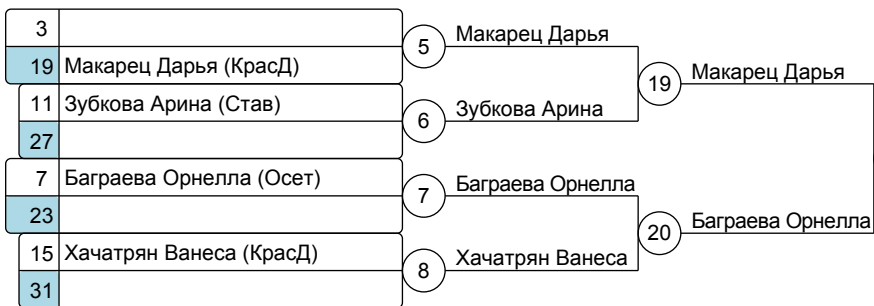 3
5 Макарец Дарья
19 Макарец Дарья (КрасД)
19 Макарец Дарья
11 Зубкова Арина (Став)
6 Зубкова Арина
27
7 Баграева Орнелла (Осет)
7 Баграева Орнелла
23
20 Баграева Орнелла
15 Хачатрян Ванеса (КрасД)
8 Хачатрян Ванеса
31